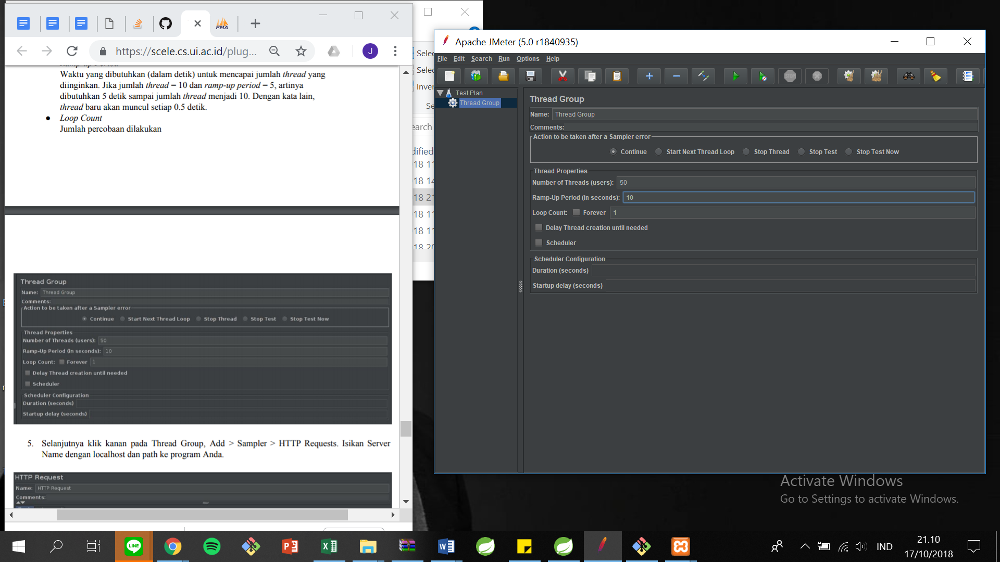 https://scele.cs.ui.ac.id/plug...
J
PMA
Ramp-up Period
Waktu yang dibutuhkan (dalam detik) untuk mencapai jumlah thread yang
diinginkan. Jika jumlah thread = 10 dan ramp-up period = 5, artinya
dibutuhkan 5 detik sampai jumlah thread menjadi 10. Dengan kata lain,
thread baru akan muncul setiap 0.5 detik.
● Loop Count
Jumlah percobaan dilakukan
Thread Group
Name: Thread Group
Comments:
Action to be taken after a Sampler error
Continue Start Next Thread Loop Stop Thread Stop Test Stop Test Now
Thread Properties
Number of Threads (users): 50
Ramp-Up Period (in seconds): 10
Loop Count: Forever 1
Delay Thread creation until needed
Scheduler
Scheduler Configuration
Duration (seconds)
Startup delay (seconds)
5. Selanjutnya klik kanan pada Thread Group, Add > Sampler > HTTP Requests. Isikan Server
Name dengan localhost dan path ke program Anda.
HTTP Request
Name: HTTP Request
Comments:
Selec
Selec
Inver
Se
earch
dified
18 11
18 14
18 21
18 11
18 11
18 20
Apache JMeter (5.0 r1840935)
File Edit Search Run Options Help
STOP
Test Plan
Thread Group
Thread Group
Name: Thread Group
Comments:
Action to be taken after a Sampler error
Continue Start Next Thread Loop Stop Thread Stop Test Stop Test Now
Thread Properties
Number of Threads (users): 50
Ramp-Up Period (in seconds): 10
Loop Count: Forever 1
Delay Thread creation until needed
Scheduler
Scheduler Configuration
Duration (seconds)
Startup delay (seconds)
Activate Windows
Go to Settings to activate Windows.
LINE
IND
21.10
17/10/2018